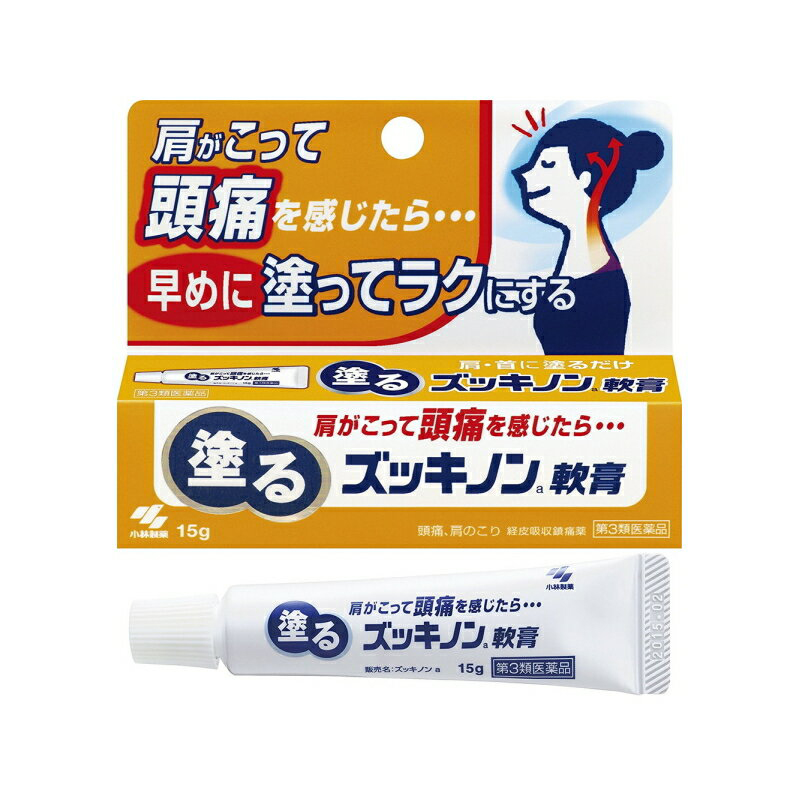 肩がこって
頭痛を感じたら・・・
早めに塗ってラクにする
肩・首に塗るだけ
塗るズッキノンa軟膏
第3類医薬品
肩がこって頭痛を感じたら・・・
塗るズッキノンa軟膏
小林製薬
15g
頭痛、肩のこり 経皮吸収鎮痛薬 第3類医薬品
小林製薬
肩がこって頭痛を感じたら・・・
塗るズッキノンa軟膏
販売名:ズッキノンa 15g 第3類医薬品
2015.02